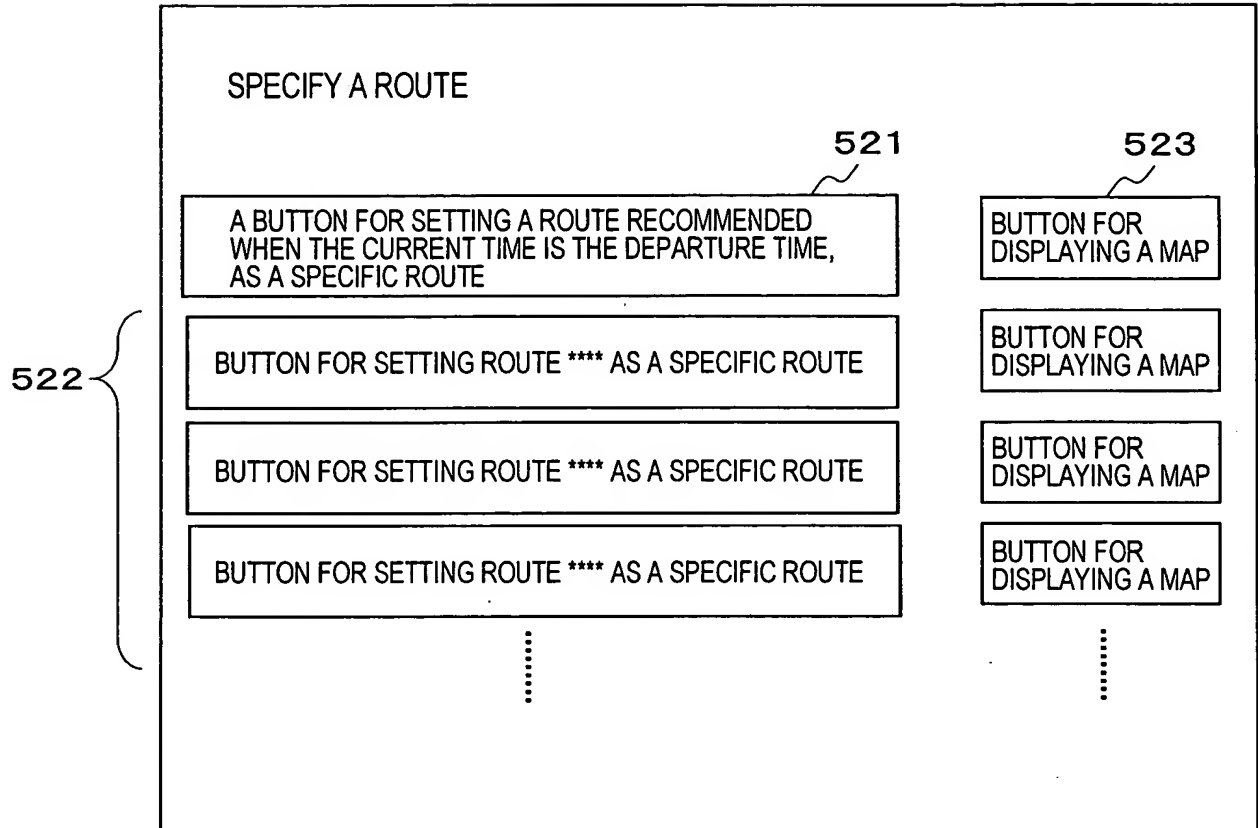 SPECIFY A ROUTE
521
523
A BUTTON FOR SETTING A ROUTE RECOMMENDED
WHEN THE CURRENT TIME IS THE DEPARTURE TIME,
AS A SPECIFIC ROUTE
BUTTON FOR
DISPLAYING A MAP
522
BUTTON FOR SETTING ROUTE **** AS A SPECIFIC ROUTE
BUTTON FOR
DISPLAYING A MAP
BUTTON FOR SETTING ROUTE **** AS A SPECIFIC ROUTE
BUTTON FOR
DISPLAYING A MAP
BUTTON FOR SETTING ROUTE **** AS A SPECIFIC ROUTE
BUTTON FOR
DISPLAYING A MAP